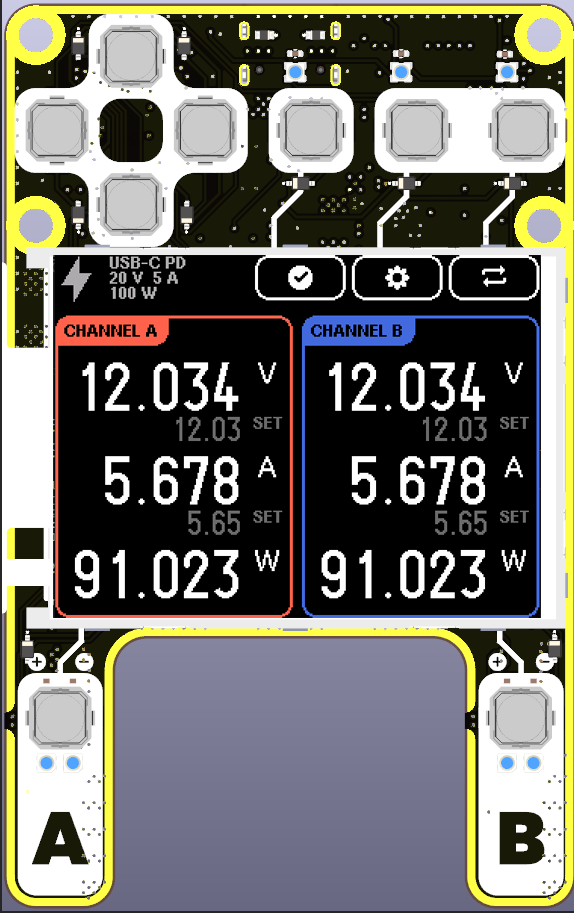 USB-C PD
20 V 5 A
100 W
CHANNEL A
12.034 V
12.03 SET
5.678 A
5.65 SET
91.023 W
CHANNEL B
12.034 V
12.03 SET
5.678 A
5.65 SET
91.023 W
+ -
+ -
A
B